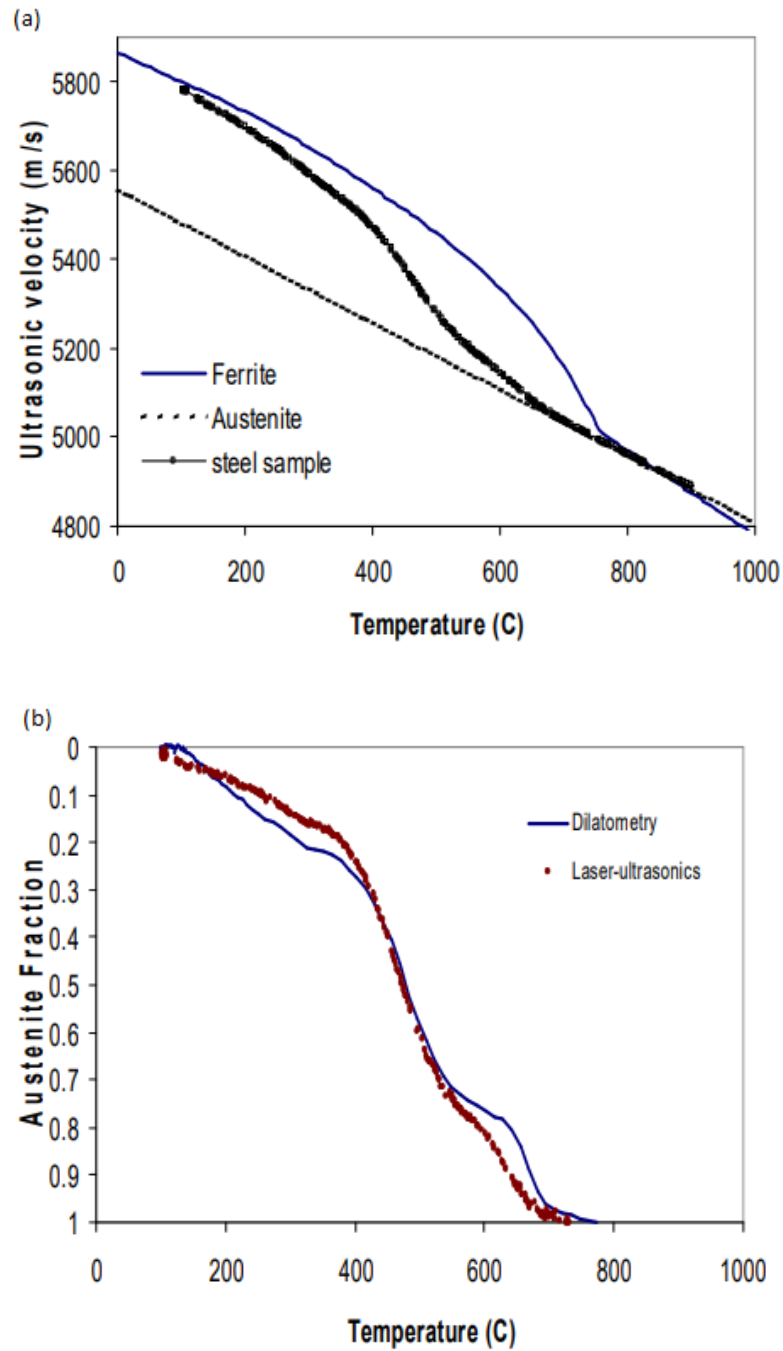 (a)
Ultrasonic velocity (m/s)
5800
5600
5400
5200
5000
4800
Ferrite
Austenite
steel sample
0 200 400 600 800 1000
Temperature (C)
(b)
Austenite Fraction
0
0.1
0.2
0.3
0.4
0.5
0.6
0.7
0.8
0.9
1
Dilatometry
Laser-ultrasonics
0 200 400 600 800 1000
Temperature (C)